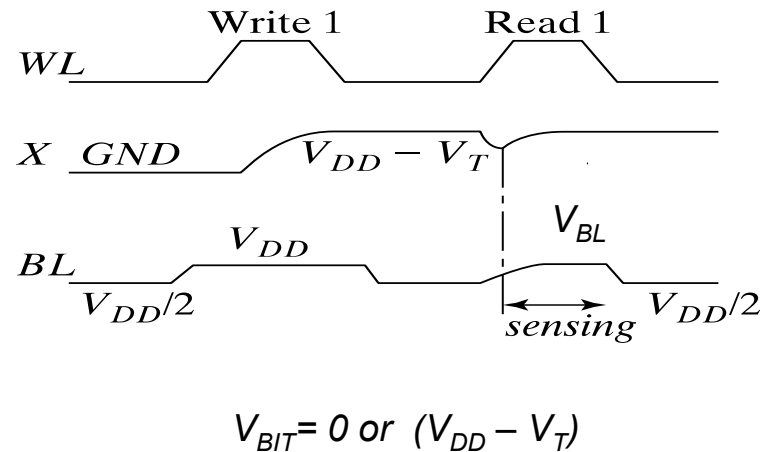 Write 1 Read 1
WL
X GND V_DD − V_T
V_BL
V_DD
BL
V_DD/2 V_DD/2
sensing
V_BIT= 0 or (V_DD – V_T)